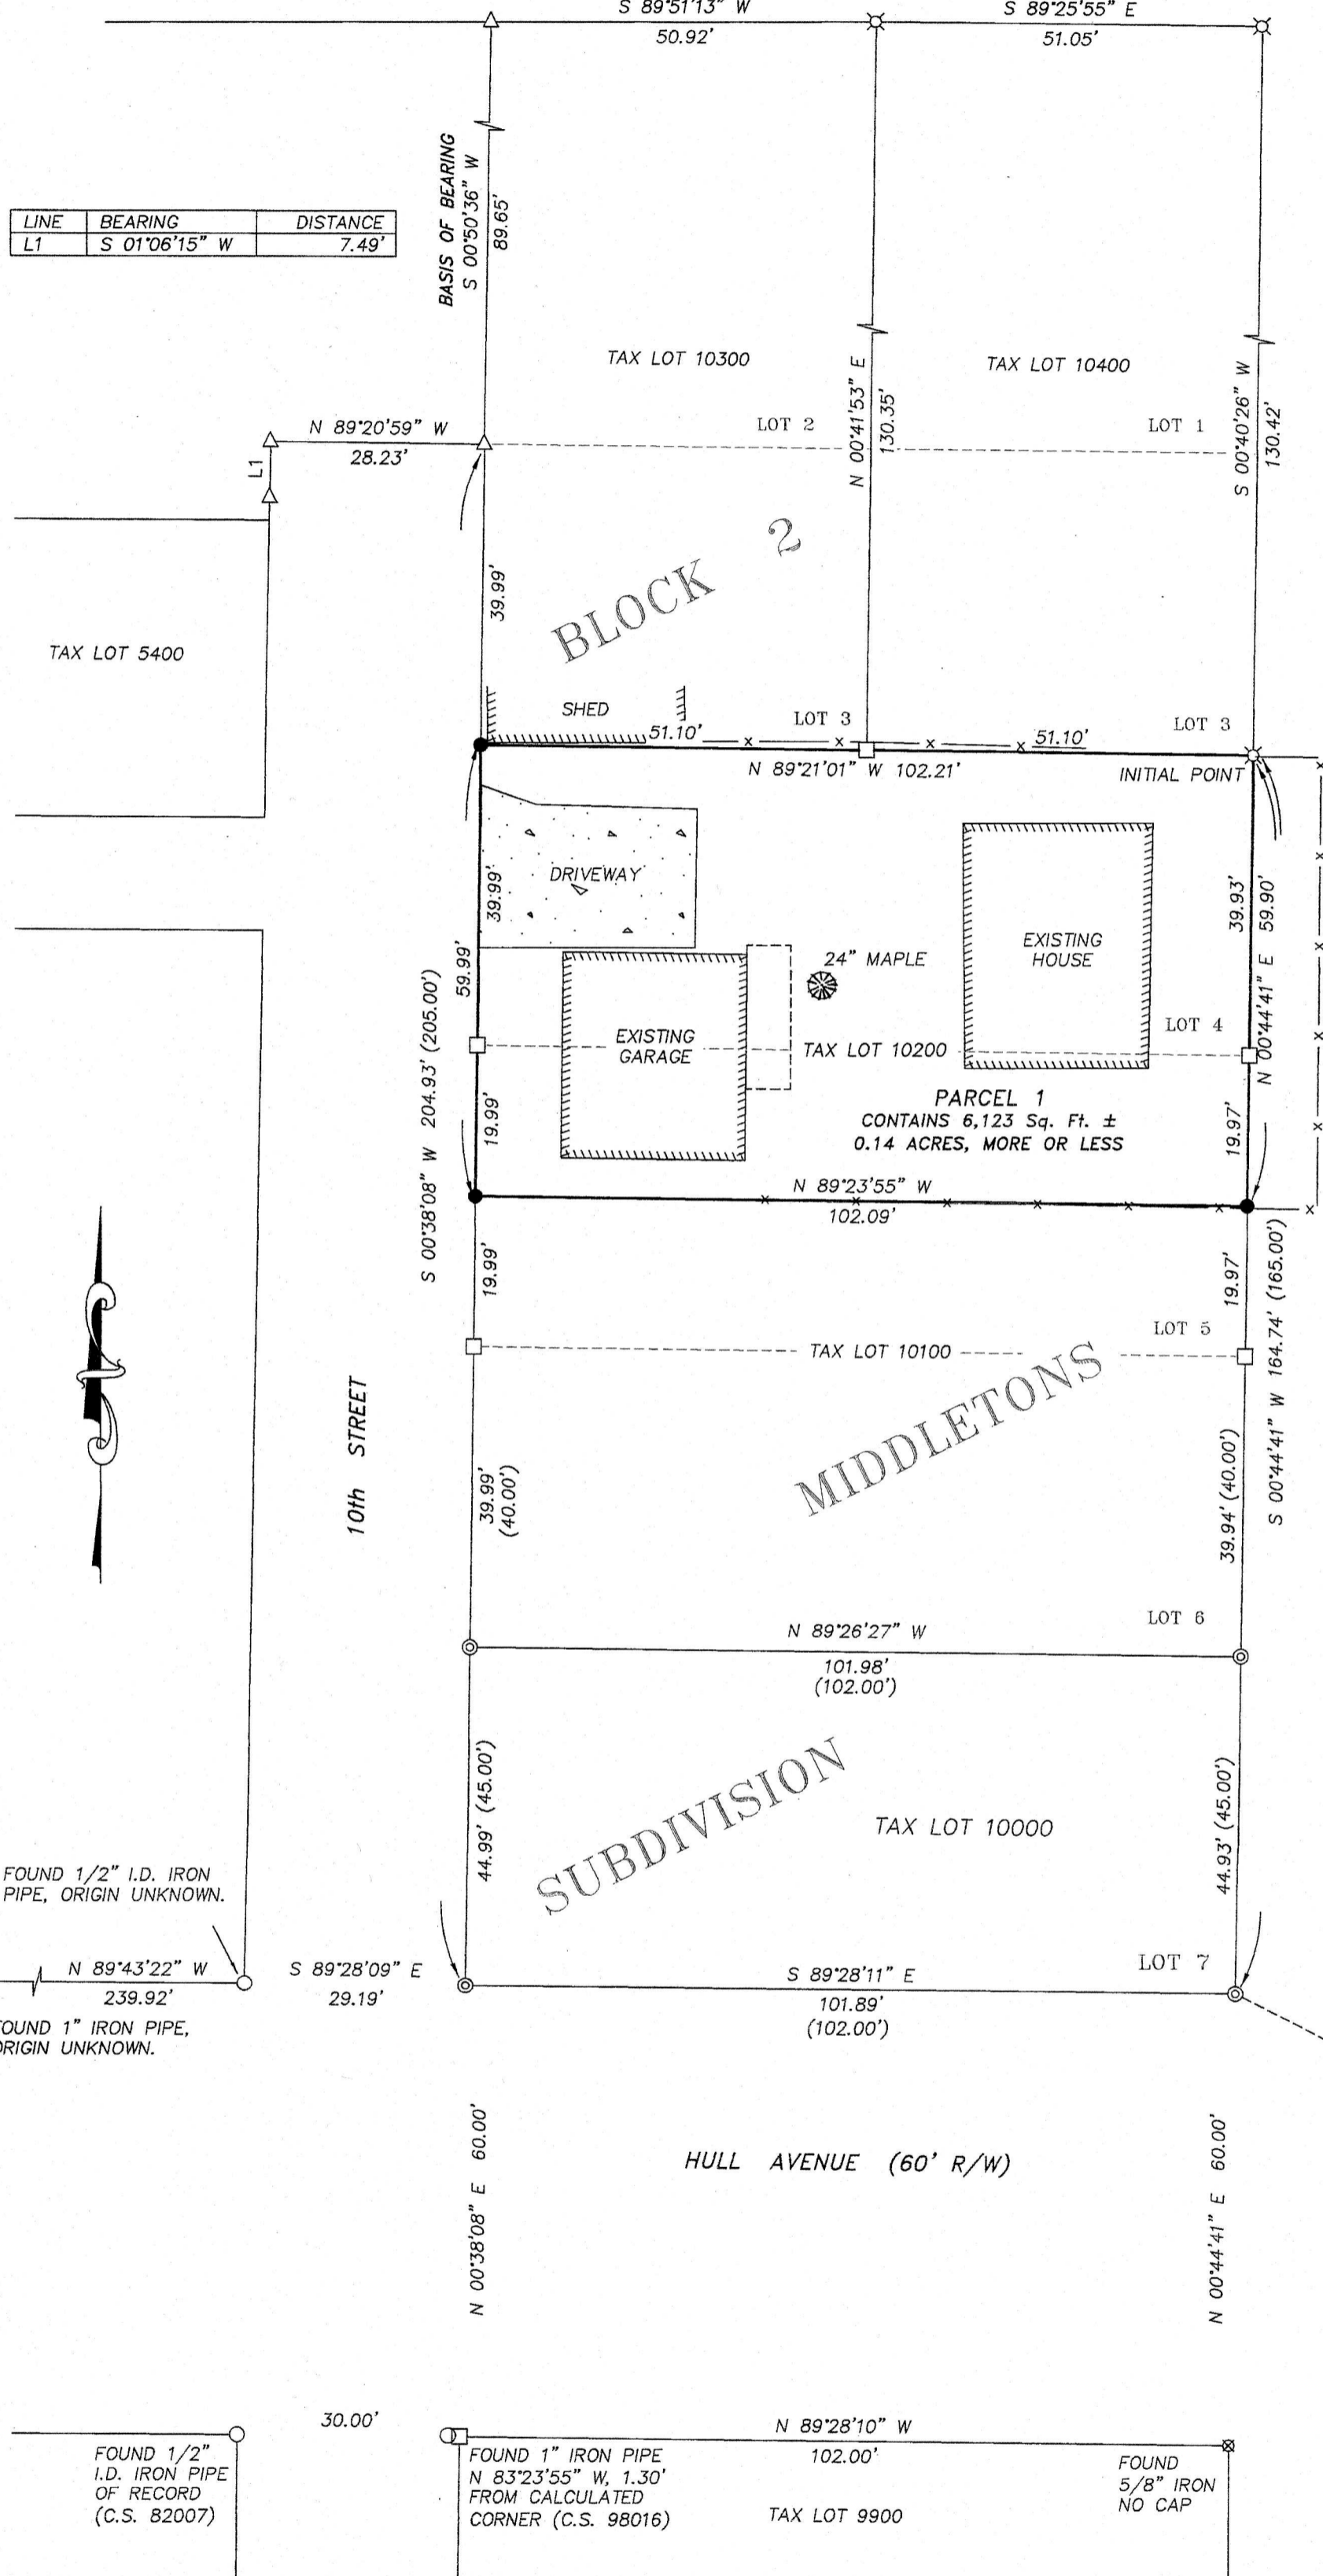 S 89°51'13" W
50.92'
S 89°25'55" E
51.05'
BASIS OF BEARING
S 00°50'36" W
89.65'
LINE BEARING DISTANCE
L1 S 01°06'15" W 7.49'
TAX LOT 10300
TAX LOT 10400
N 00°41'53" E
130.35'
S 00°40'26" W
130.42'
LOT 2
LOT 1
N 89°20'59" W
28.23'
L1
BLOCK 2
39.99'
TAX LOT 5400
SHED
LOT 3
LOT 3
51.10'
51.10'
N 89°21'01" W 102.21'
INITIAL POINT
DRIVEWAY
39.99'
59.99'
EXISTING
HOUSE
39.93'
N 00°44'41" E 59.90'
24" MAPLE
EXISTING
GARAGE
LOT 4
TAX LOT 10200
S 00°38'08" W 204.93' (205.00')
19.99'
PARCEL 1
CONTAINS 6,123 Sq. Ft. ±
0.14 ACRES, MORE OR LESS
19.97'
N 89°23'55" W
102.09'
19.99'
19.97'
S 00°44'41" W 164.74' (165.00')
LOT 5
TAX LOT 10100
MIDDLETONS
10th STREET
39.99'
(40.00')
39.94' (40.00')
LOT 6
N 89°26'27" W
101.98'
(102.00')
SUBDIVISION
44.99' (45.00')
44.93' (45.00')
TAX LOT 10000
FOUND 1/2" I.D. IRON
PIPE, ORIGIN UNKNOWN.
LOT 7
N 89°43'22" W
239.92'
S 89°28'09" E
29.19'
S 89°28'11" E
101.89'
(102.00')
OUND 1" IRON PIPE,
RIGIN UNKNOWN.
N 00°38'08" E 60.00'
HULL AVENUE (60' R/W)
N 00°44'41" E 60.00'
30.00'
N 89°28'10" W
102.00'
FOUND 1/2"
I.D. IRON PIPE
OF RECORD
(C.S. 82007)
FOUND 1" IRON PIPE
N 83°23'55" W, 1.30'
FROM CALCULATED
CORNER (C.S. 98016)
TAX LOT 9900
FOUND
5/8" IRON
NO CAP